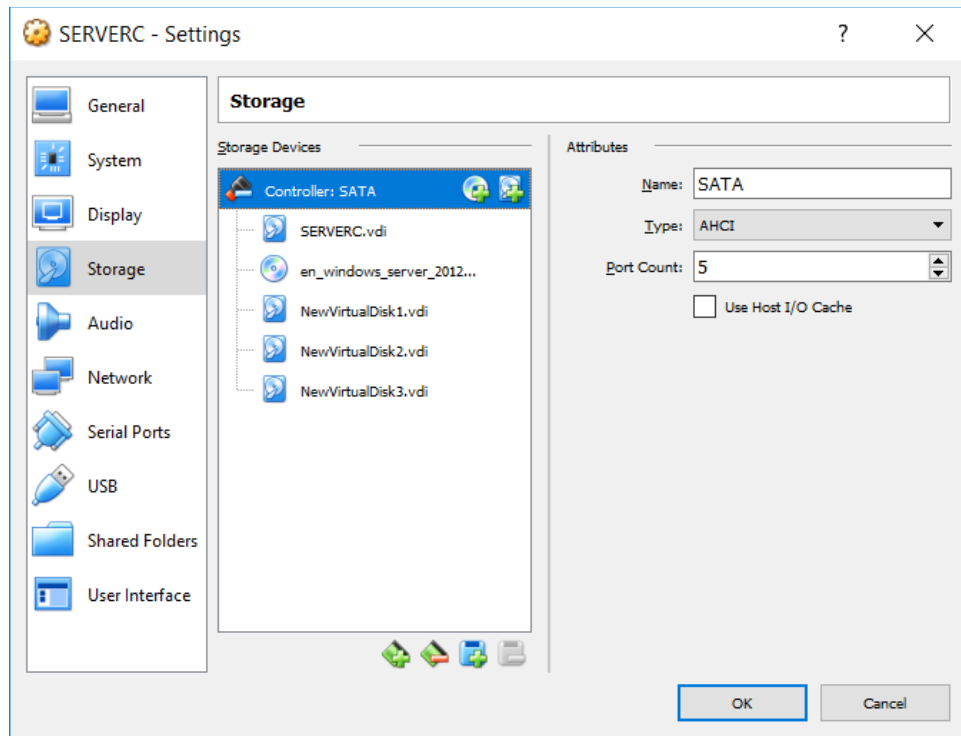 SERVERC - Settings
?
General
System
Display
Storage
Audio
Network
Serial Ports
USB
Shared Folders
User Interface
Storage
Storage Devices
Controller: SATA
SERVERC.vdi
en_windows_server_2012...
NewVirtualDisk1.vdi
NewVirtualDisk2.vdi
NewVirtualDisk3.vdi
Attributes
Name: SATA
Type: AHCI
Port Count: 5
Use Host I/O Cache
OK
Cancel